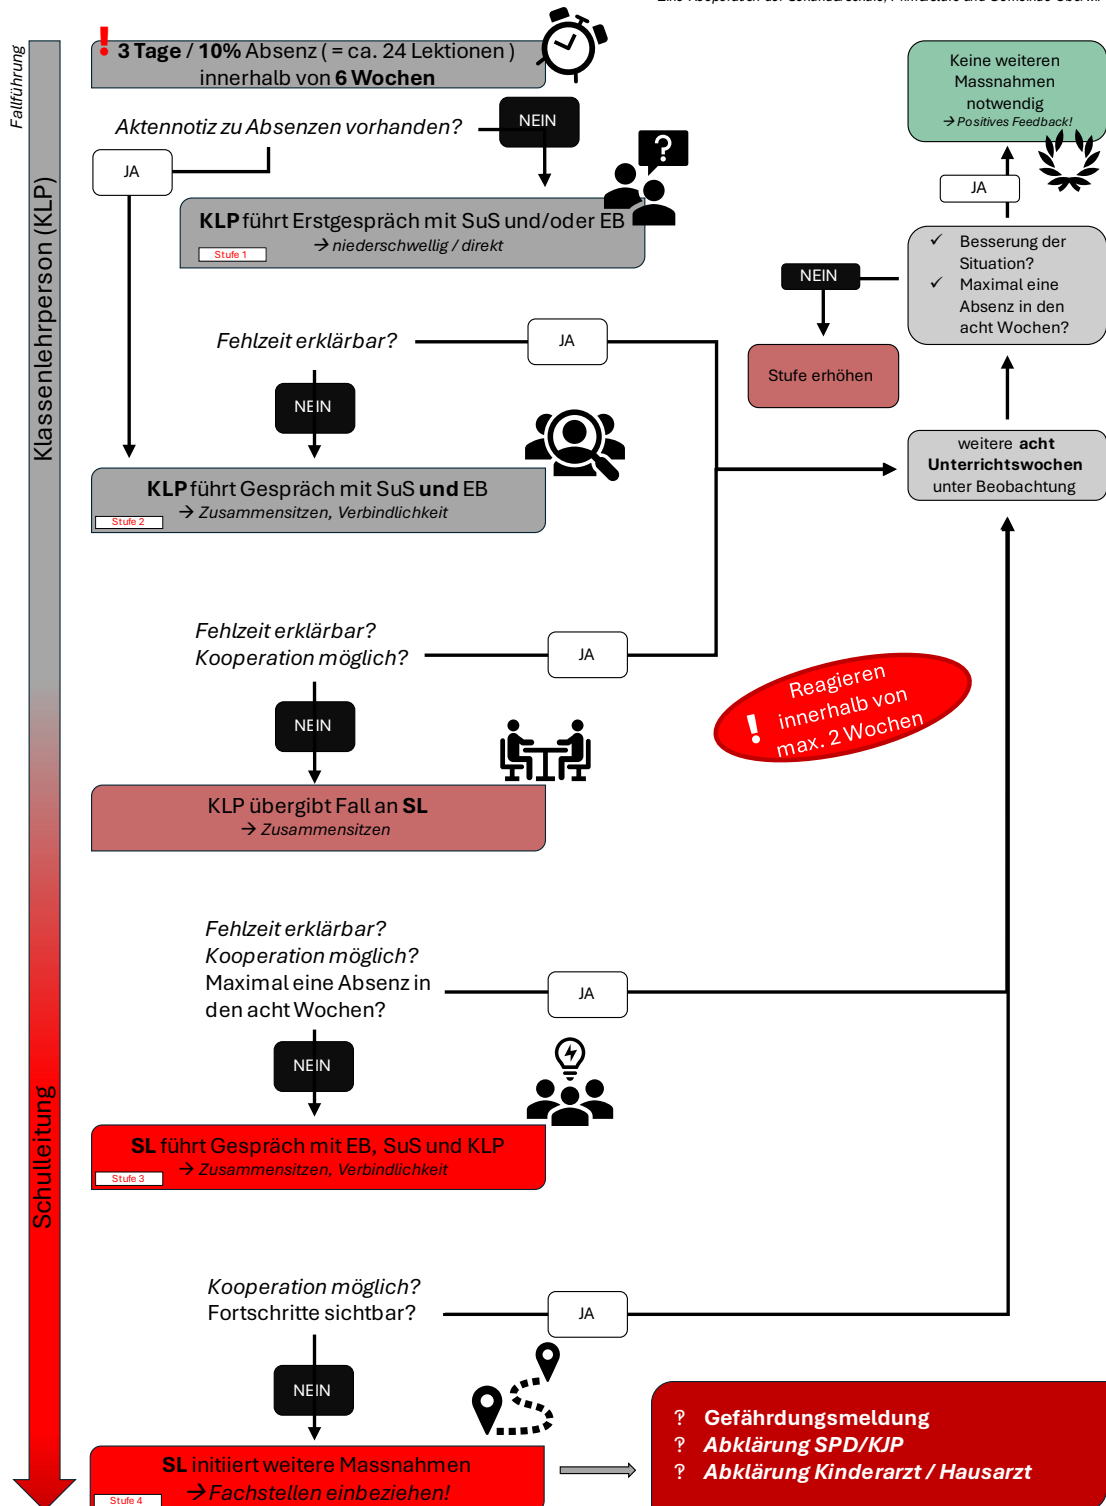 Fallführung
Klassenlehrperson (KLP)
Schulleitung
! 3 Tage / 10% Absenz ( = ca. 24 Lektionen )
innerhalb von 6 Wochen
Aktennotiz zu Absenzen vorhanden?
NEIN
JA
KLP führt Erstgespräch mit SuS und/oder EB
→ niederschwellig / direkt
Stufe 1
?
Fehlzeit erklärbar?
JA
NEIN
KLP führt Gespräch mit SuS und EB
→ Zusammensitzen, Verbindlichkeit
Stufe 2
Fehlzeit erklärbar?
Kooperation möglich?
JA
NEIN
KLP übergibt Fall an SL
→ Zusammensitzen
Fehlzeit erklärbar?
Kooperation möglich?
Maximal eine Absenz in
den acht Wochen?
JA
NEIN
SL führt Gespräch mit EB, SuS und KLP
→ Zusammensitzen, Verbindlichkeit
Stufe 3
Kooperation möglich?
Fortschritte sichtbar?
JA
NEIN
SL initiiert weitere Massnahmen
→ Fachstellen einbeziehen!
Stufe 4
? Gefährdungsmeldung
? Abklärung SPD/KJP
? Abklärung Kinderarzt / Hausarzt
Keine weiteren
Massnahmen
notwendig
→ Positives Feedback!
JA
✓ Besserung der
Situation?
✓ Maximal eine
Absenz in den
acht Wochen?
NEIN
Stufe erhöhen
weitere acht
Unterrichtswochen
unter Beobachtung
Reagieren
! innerhalb von
max. 2 Wochen